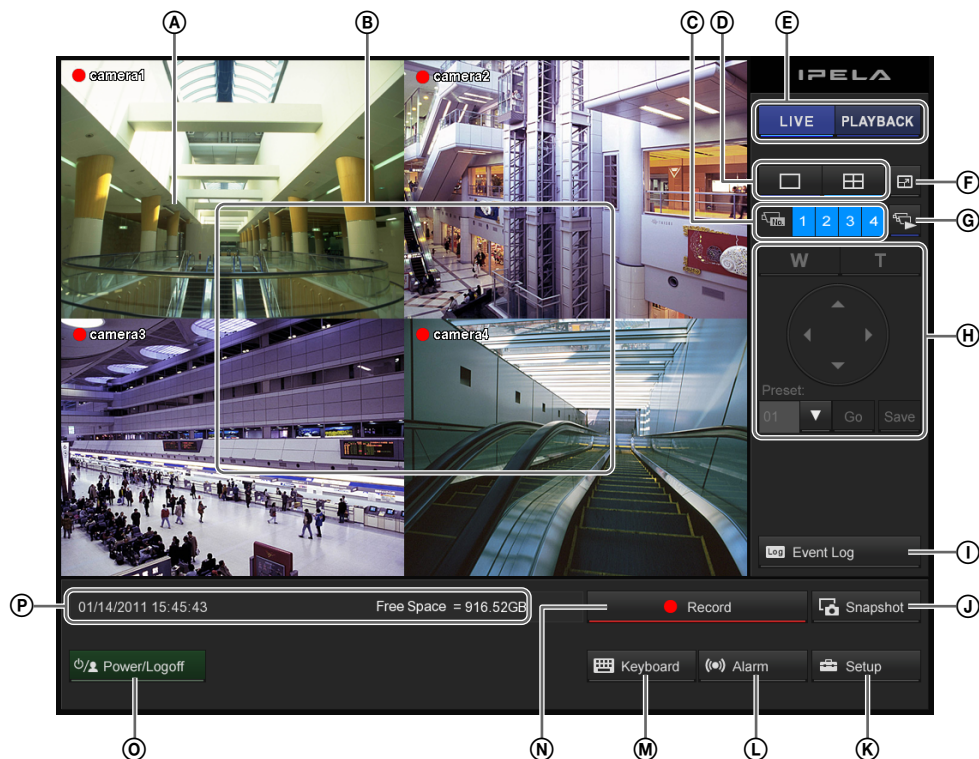 A B C D E
IPELA
camera1 camera2
LIVE PLAYBACK
F
No. 1 2 3 4 G
W T
camera3 camera4
H
Preset:
01 Go Save
Log Event Log I
P 01/14/2011 15:45:43 Free Space = 916.52GB Record Snapshot J
Power/Logoff Keyboard Alarm Setup
O N M L K